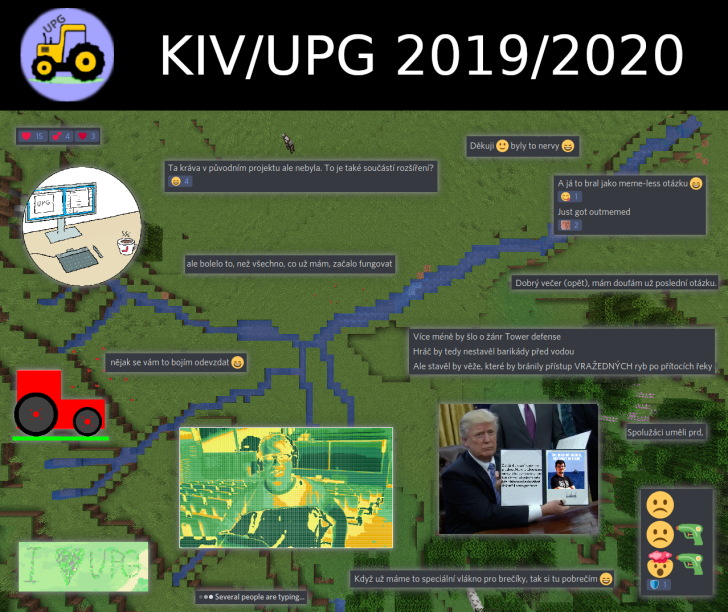 UPG
KIV/UPG 2019/2020
15 4 3
Děkuji 🙂 byly to nervy 😄
Ta kráva v původním projektu ale nebyla. To je také součástí rozšíření?
4
A já to bral jako meme-less otázku 😄
1
Just got outmemed
2
UPG
ale bolelo to, než všechno, co už mám, začalo fungovat
Dobrý večer (opět), mám doufám už poslední otázku.
Více méně by šlo o žánr Tower defense
Hráč by tedy nestavěl barikády před vodou
Ale stavěl by věže, které by bránily přístup VRAŽEDNÝCH ryb po přítocích řeky
nějak se vám to bojím odevzdat 😄
Spolužáci uměli prd,
I UPG
1
Když už máme to speciální vlákno pro brečíky, tak si tu pobrečím 😄
Several people are typing...